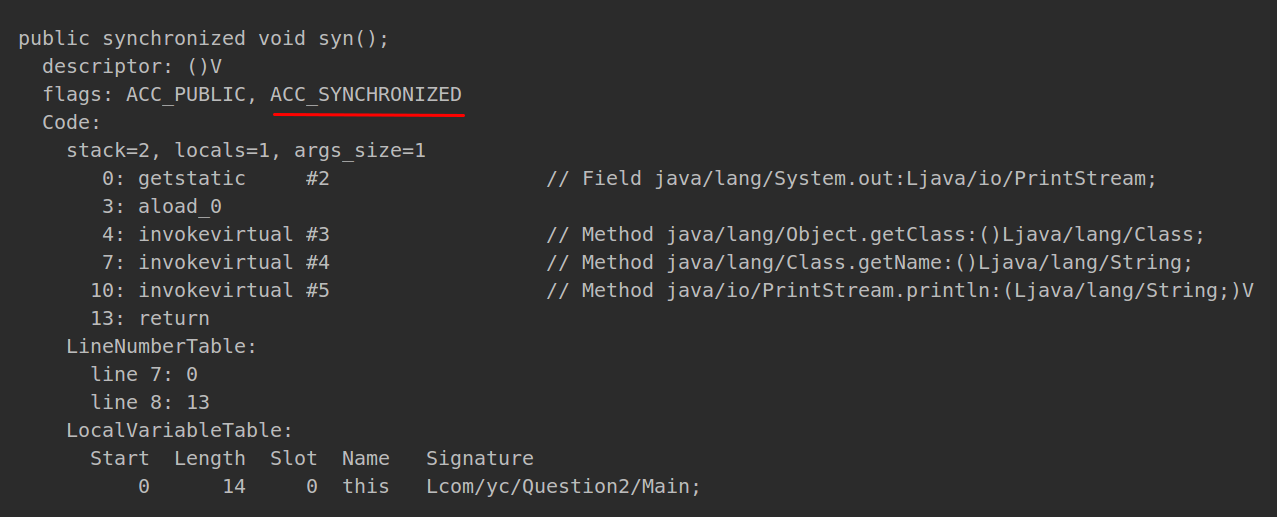 public synchronized void syn();
  descriptor: ()V
  flags: ACC_PUBLIC, ACC_SYNCHRONIZED
  Code:
    stack=2, locals=1, args_size=1
       0: getstatic     #2                  // Field java/lang/System.out:Ljava/io/PrintStream;
       3: aload_0
       4: invokevirtual #3                  // Method java/lang/Object.getClass:()Ljava/lang/Class;
       7: invokevirtual #4                  // Method java/lang/Class.getName:()Ljava/lang/String;
      10: invokevirtual #5                  // Method java/io/PrintStream.println:(Ljava/lang/String;)V
      13: return
    LineNumberTable:
      line 7: 0
      line 8: 13
    LocalVariableTable:
      Start  Length  Slot  Name   Signature
          0      14     0  this   Lcom/yc/Question2/Main;